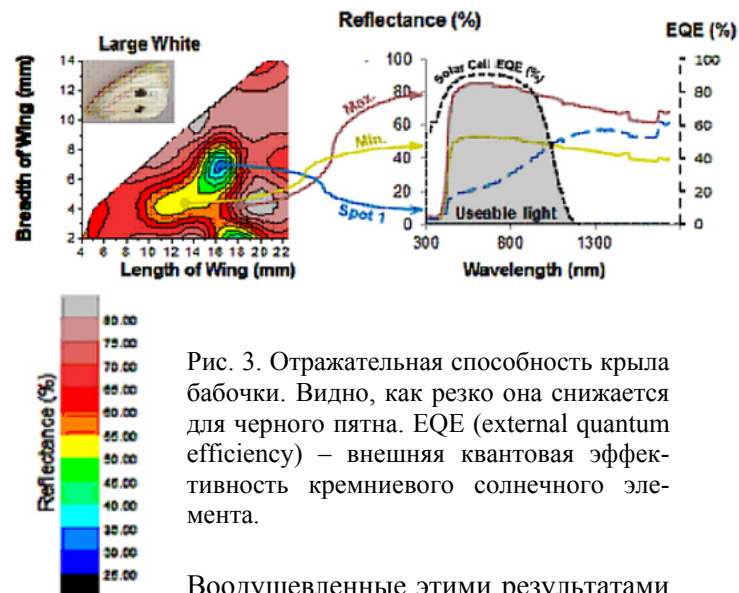 Reflectance (%)
EQE (%)
Large White
Breadth of Wing (mm)
14
12
10
8
6
4
2
4 6 8 10 12 14 16 18 20 22
Length of Wing (mm)
Max.
Min.
Spot 1
100
80
60
40
20
0
Solar Cell EQE (%)
Useable light
300 800 1300
Wavelength (nm)
100
80
60
40
20
0
Reflectance (%)
80.00
75.00
70.00
65.00
60.00
55.00
50.00
45.00
40.00
35.00
30.00
25.00
Рис. 3. Отражательная способность крыла
бабочки. Видно, как резко она снижается
для черного пятна. EQE (external quantum
efficiency) – внешняя квантовая эффек-
тивность кремниевого солнечного эле-
мента.
Воодушевленные этими результатами